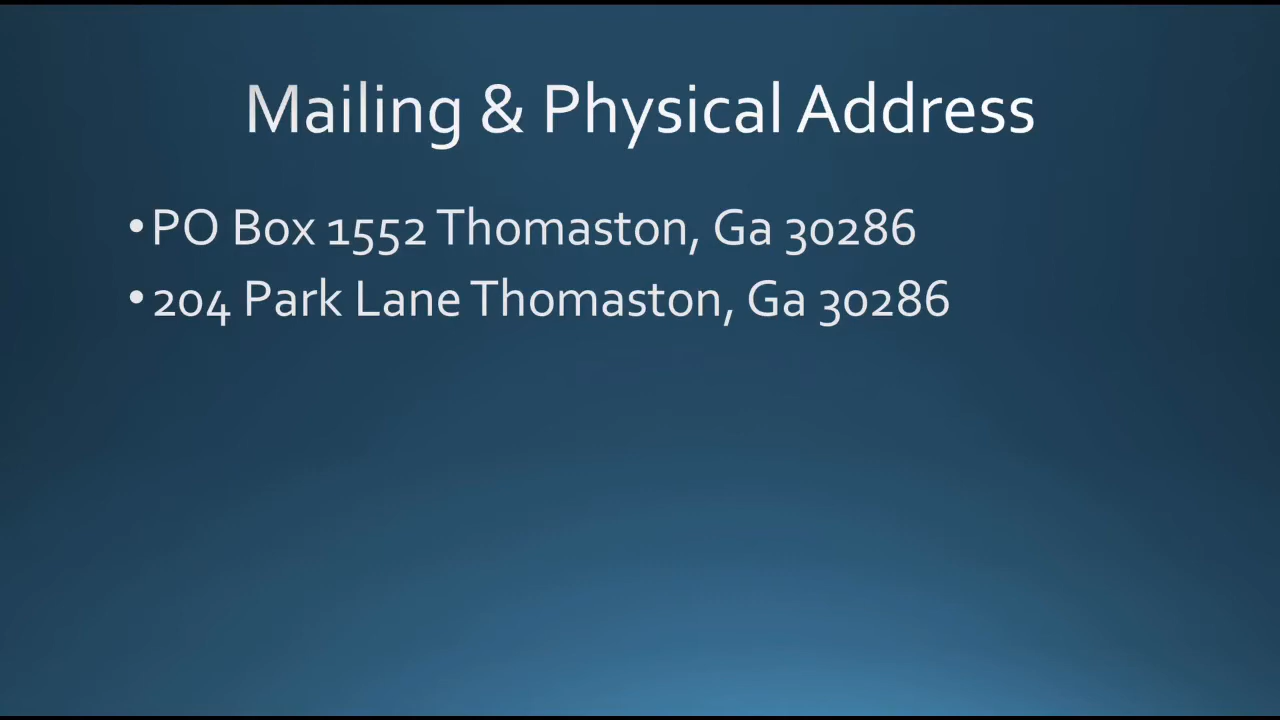 Mailing & Physical Address
•PO Box 1552 Thomaston, Ga 30286
•204 Park Lane Thomaston, Ga 30286